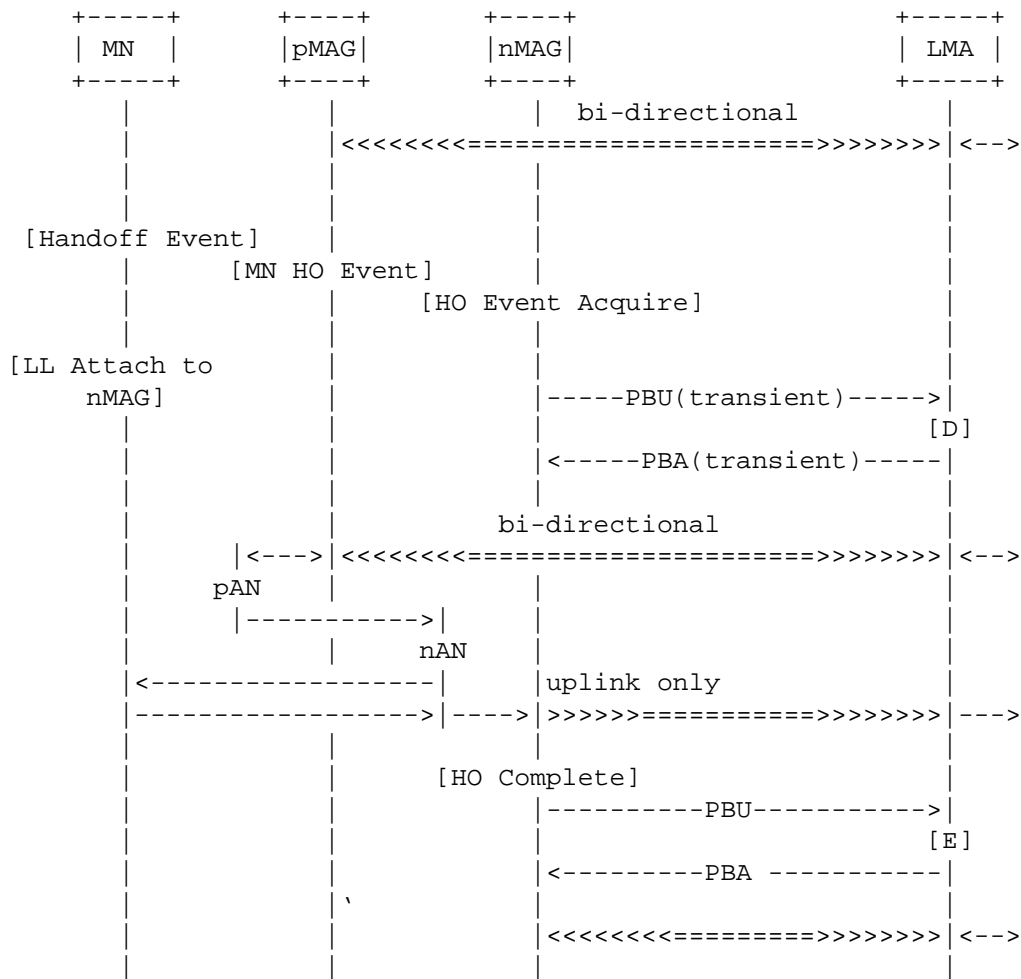 +-----+       +----+        +----+                    +-----+
| MN  |       |pMAG|        |nMAG|                    | LMA |
+-----+       +----+        +----+                    +-----+
|             |             |  bi-directional          |
|             |<<<<<<<<======================>>>>>>>>|<-->
|             |             |                          |
|             |             |                          |
[Handoff Event] |             |                          |
|      [MN HO Event]      |                          |
|             |     [HO Event Acquire]               |
|             |             |                          |
[LL Attach to   |             |                          |
nMAG]         |             |-----PBU(transient)----->|
|             |             |                         [D]
|             |             |<-----PBA(transient)-----|
|             |             |                          |
|             |          bi-directional                |
|      |<--->|<<<<<<<<======================>>>>>>>>|<-->
|     pAN     |             |                          |
|      |----------->|      |                          |
|             |     nAN     |                          |
|<------------------|      |uplink only               |
|------------------>|---->|>>>>>>===========>>>>>>>>|--->
|             |             |                          |
|             |      [HO Complete]                    |
|             |             |----------PBU----------->|
|             |             |                         [E]
|             |             |<---------PBA -----------|
|             |`            |                          |
|             |             |<<<<<<<<=========>>>>>>>>|<-->
|             |             |                          |